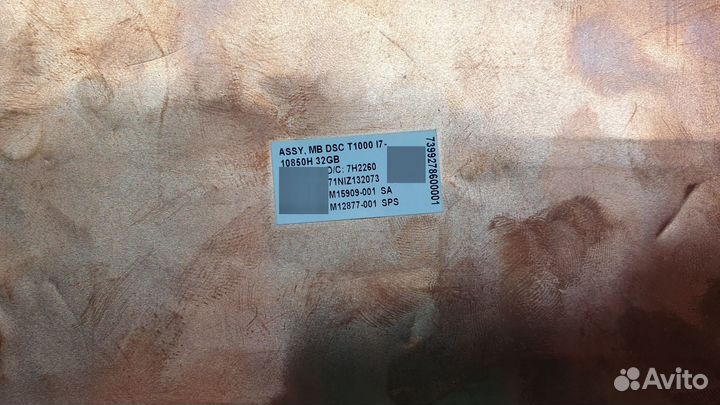 ASSY, MB DSC T1000 I7-
10850H 32GB
D/C: 7H2260
71NIZ132073
M15909-001 SA
M12877-001 SPS
7399278600001
Avito